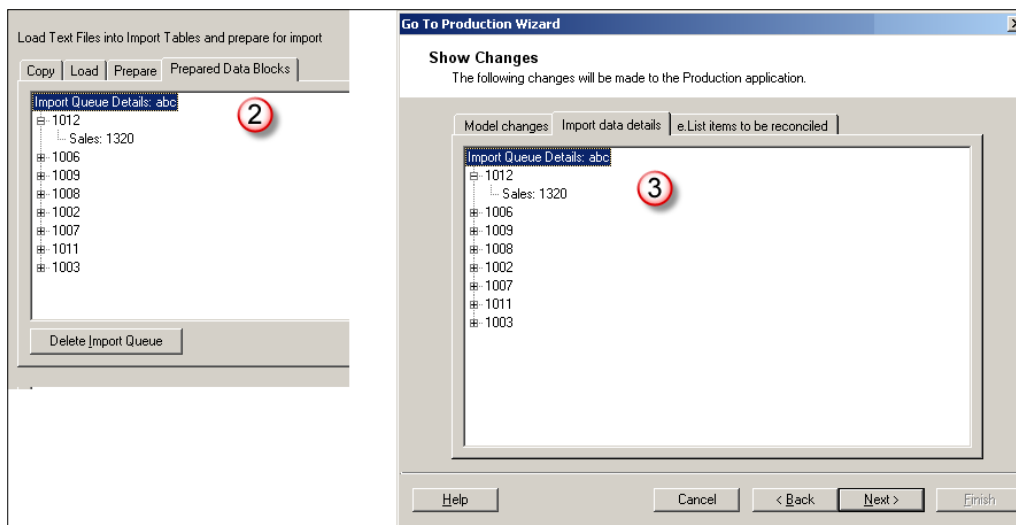 Load Text Files into Import Tables and prepare for import
Copy Load Prepare Prepared Data Blocks
Import Queue Details: abc
1012
Sales: 1320
1006
1009
1008
1002
1007
1011
1003
2
Delete Import Queue
Go To Production Wizard
Show Changes
The following changes will be made to the Production application.
Model changes Import data details e.List items to be reconciled
Import Queue Details: abc
1012
Sales: 1320
1006
1009
1008
1002
1007
1011
1003
3
Help Cancel < Back Next > Finish